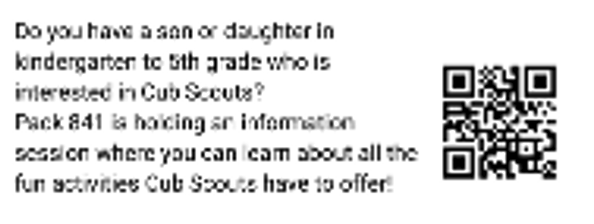 Do you have a son or daughter in
kindergarten to 5th grade who is
interested in Cub Scouts?
Pack 841 is holding an information
session where you can learn about all the
fun activities Cub Scouts have to offer!